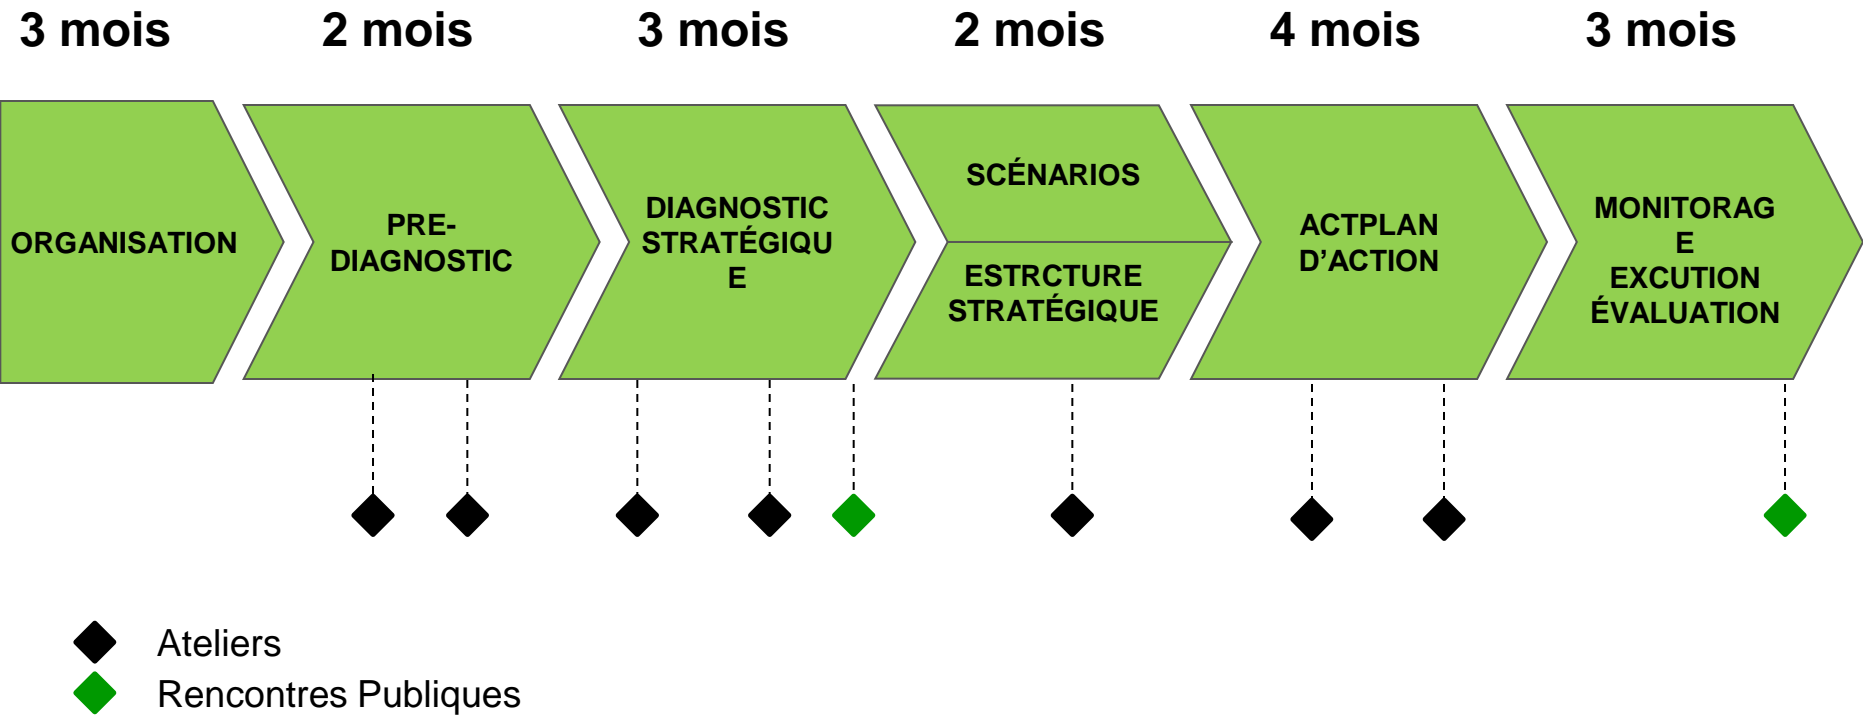 3 mois
2 mois
3 mois
2 mois
4 mois
3 mois
ORGANISATION
PRE-
DIAGNOSTIC
DIAGNOSTIC
STRATÉGIQU
E
SCÉNARIOS
ESTRCTURE
STRATÉGIQUE
ACTPLAN
D’ACTION
MONITORAG
E
EXCUTION
ÉVALUATION
Ateliers
Rencontres Publiques